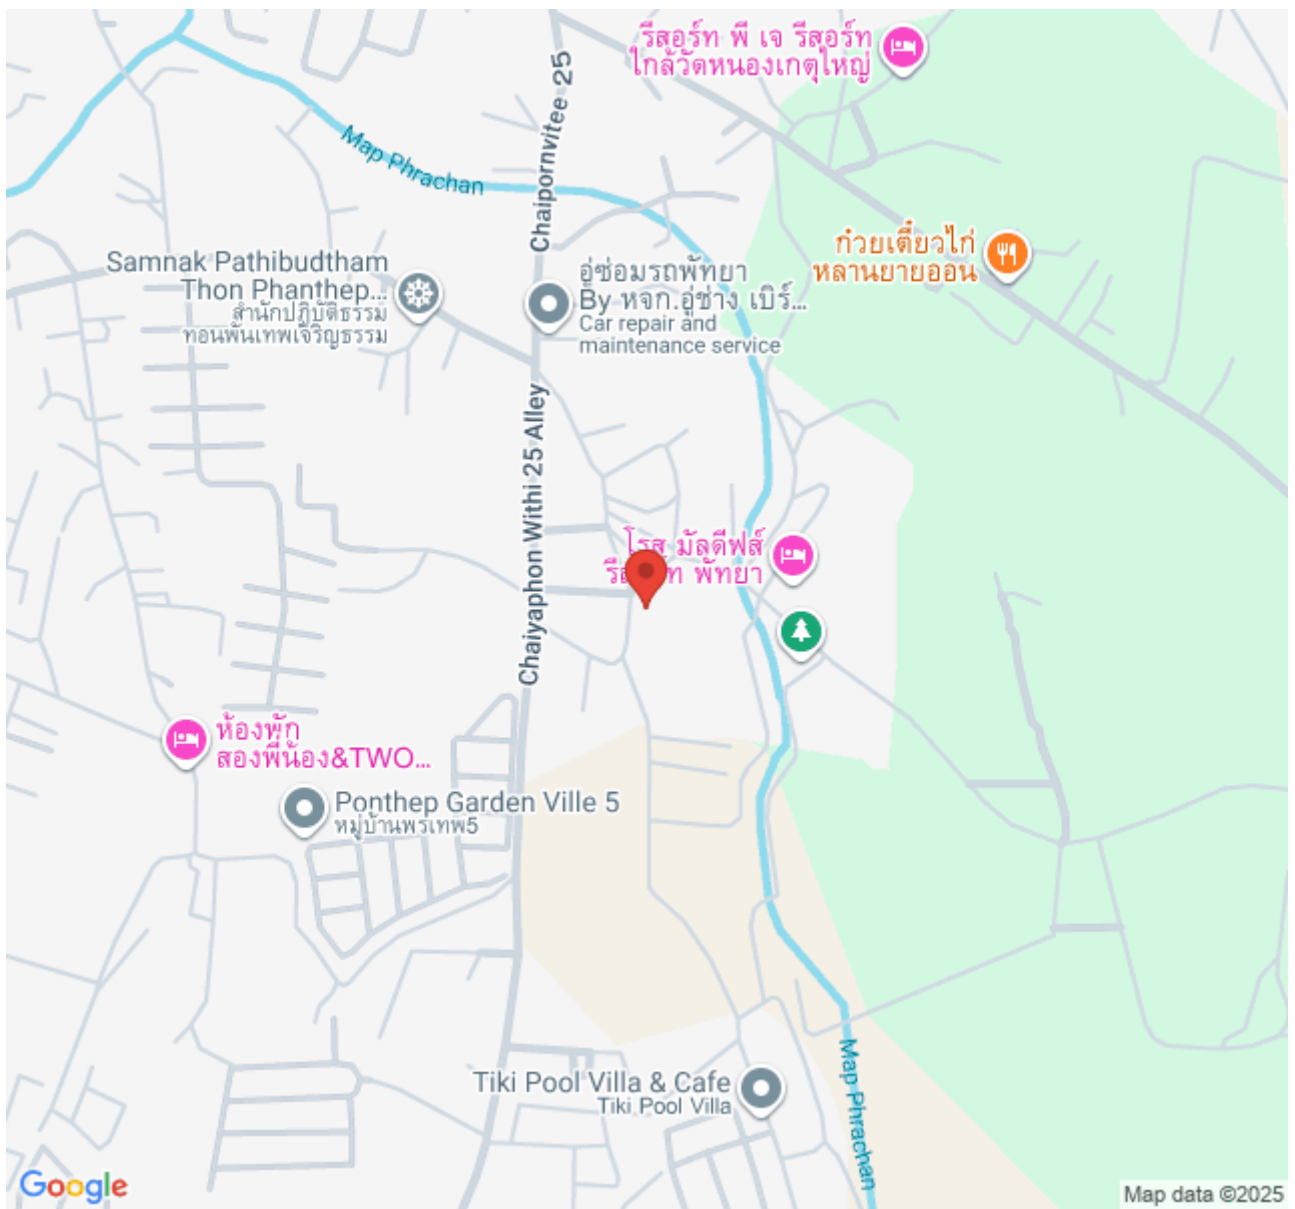 รีสอร์ท พี เจ รีสอร์ท
ใกล้วัดหนองเกตุใหญ่
Chaipornvitee 25
Map Phrachan
ก๋วยเตี๋ยวไก่
หลานยายออน
Samnak Pathibudtham
Thon Phanthep...
สำนักปฏิบัติธรรม
ทอนพันเทพเจริญธรรม
อู่ซ่อมรถพัทยา
By หจก.อู่ช่าง เบิร์...
Car repair and
maintenance service
Chaiyaphon Withi 25 Alley
โรส มัลดีฟส์
พัทยา
ห้องพัก
สองพี่น้อง&TWO...
Ponthep Garden Ville 5
หมู่บ้านพรเทพ5
Tiki Pool Villa & Cafe
Tiki Pool Villa
Map Phrachan
Google
Map data ©2025